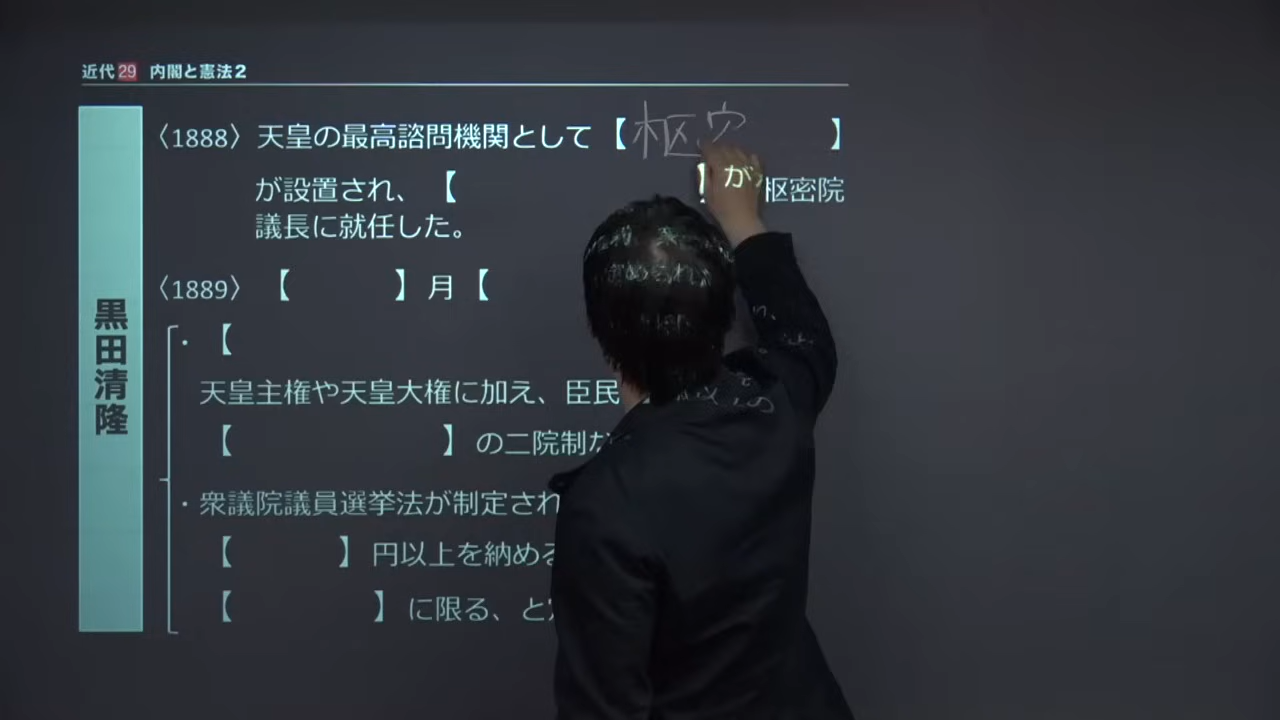 近代 29 内閣と憲法2
〈1888〉天皇の最高諮問機関として【枢 】
が設置され、【 】が 枢密院
議長に就任した。
〈1889〉【 】月【
・【
天皇主権や天皇大権に加え、臣民
【 】の二院制な
・衆議院議員選挙法が制定され
【 】円以上を納める
【 】に限る、と定
黒田清隆